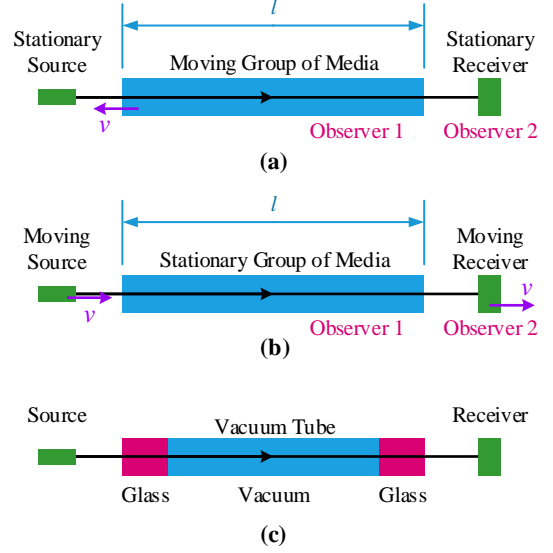 l
Stationary
Source
Moving Group of Media
Stationary
Receiver
v
Observer 1
Observer 2
(a)
l
Moving
Source
Stationary Group of Media
Moving
Receiver
v
v
Observer 1
Observer 2
(b)
Source
Vacuum Tube
Receiver
Glass
Vacuum
Glass
(c)